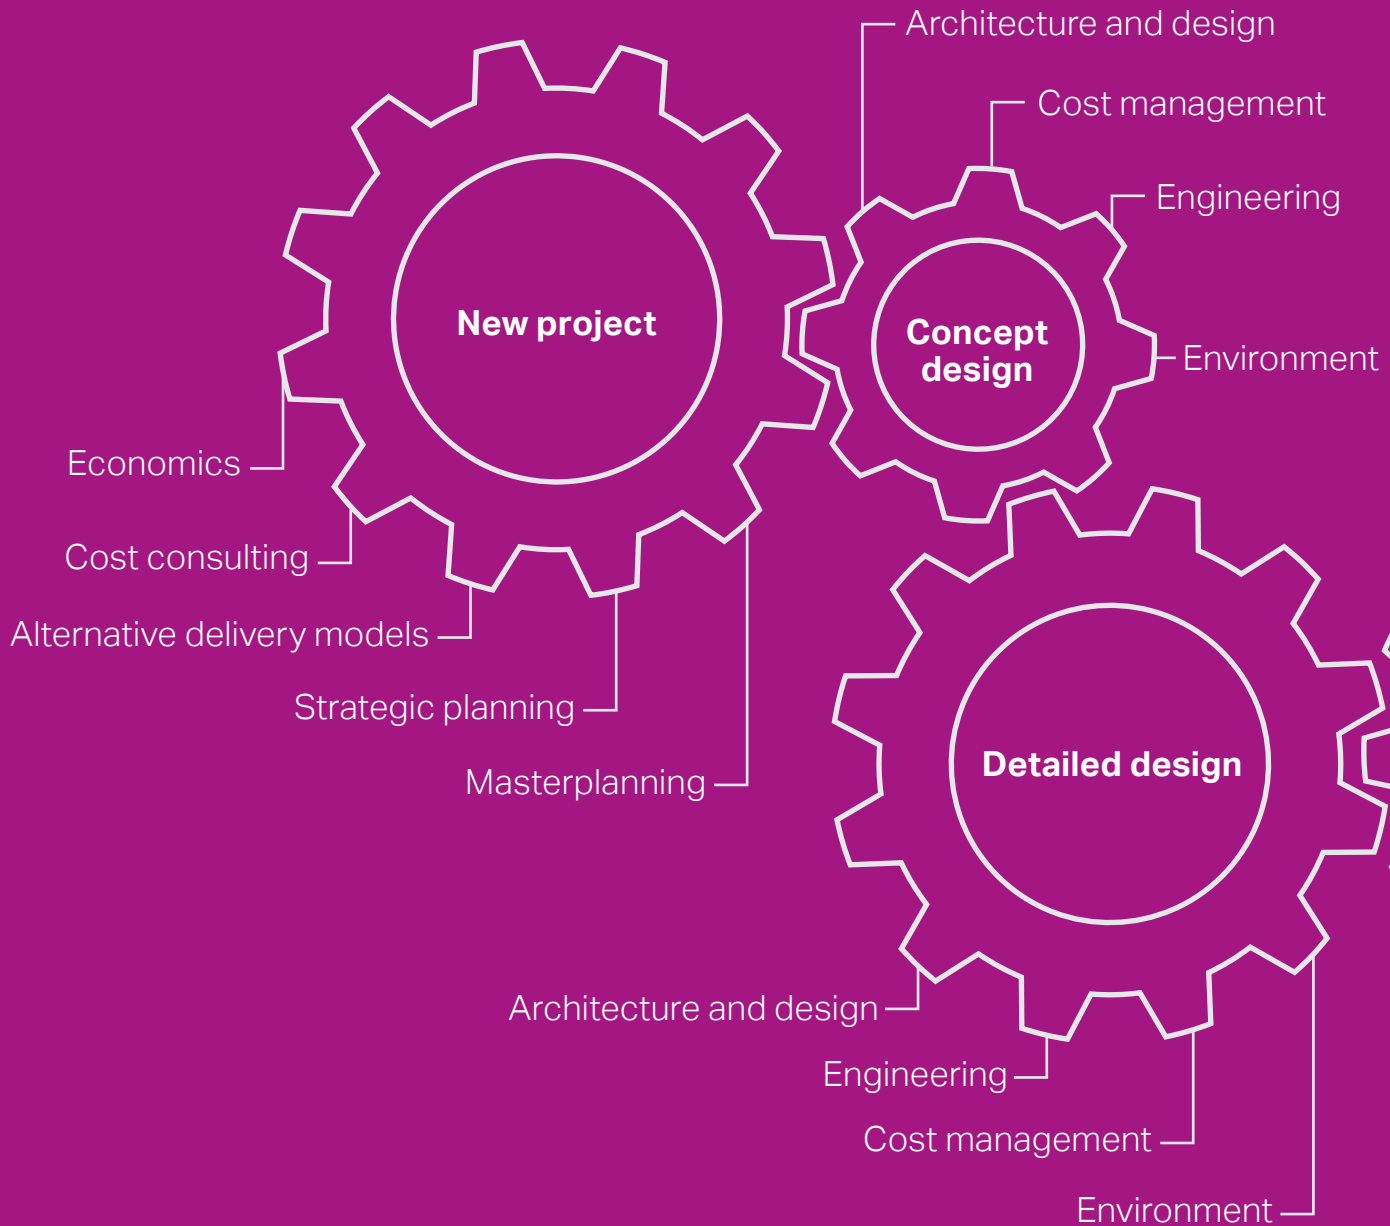 Architecture and design
Cost management
Engineering
New project
Concept
design
Environment
Economics
Cost consulting
Alternative delivery models
Strategic planning
Masterplanning
Detailed design
Architecture and design
Engineering
Cost management
Environment